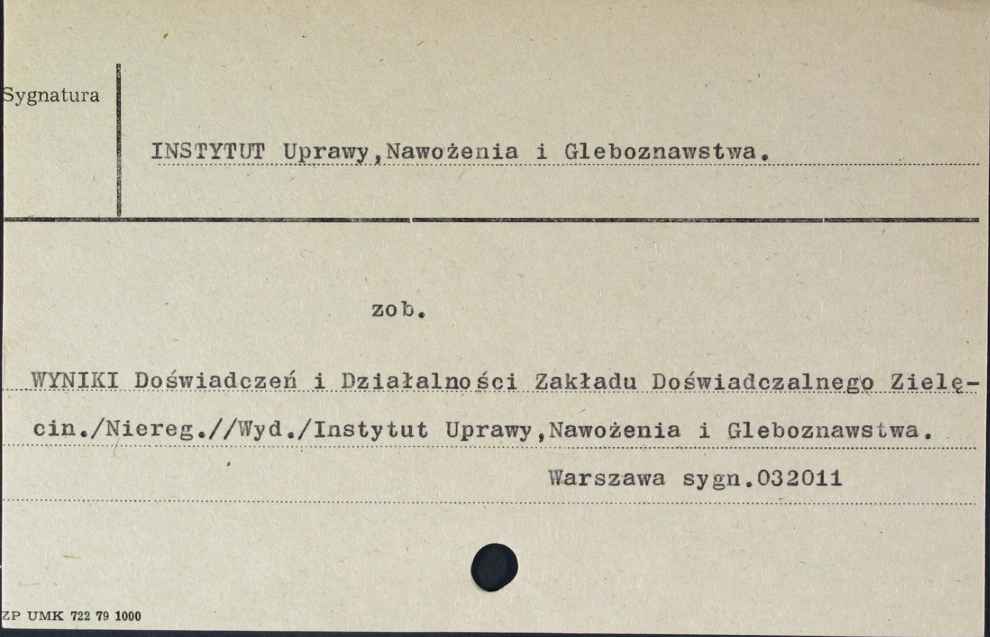 Sygnatura
INSTYTUT Uprawy,Nawożenia i Gleboznawstwa.
zob.
WYNIKI Doświadczeń i Działalności Zakładu Doświadczalnego Zielę-
cin./Niereg.//Wyd./Instytut Uprawy,Nawożenia i Gleboznawstwa.
Warszawa sygn.032011
ZP UMK 722 79 1000